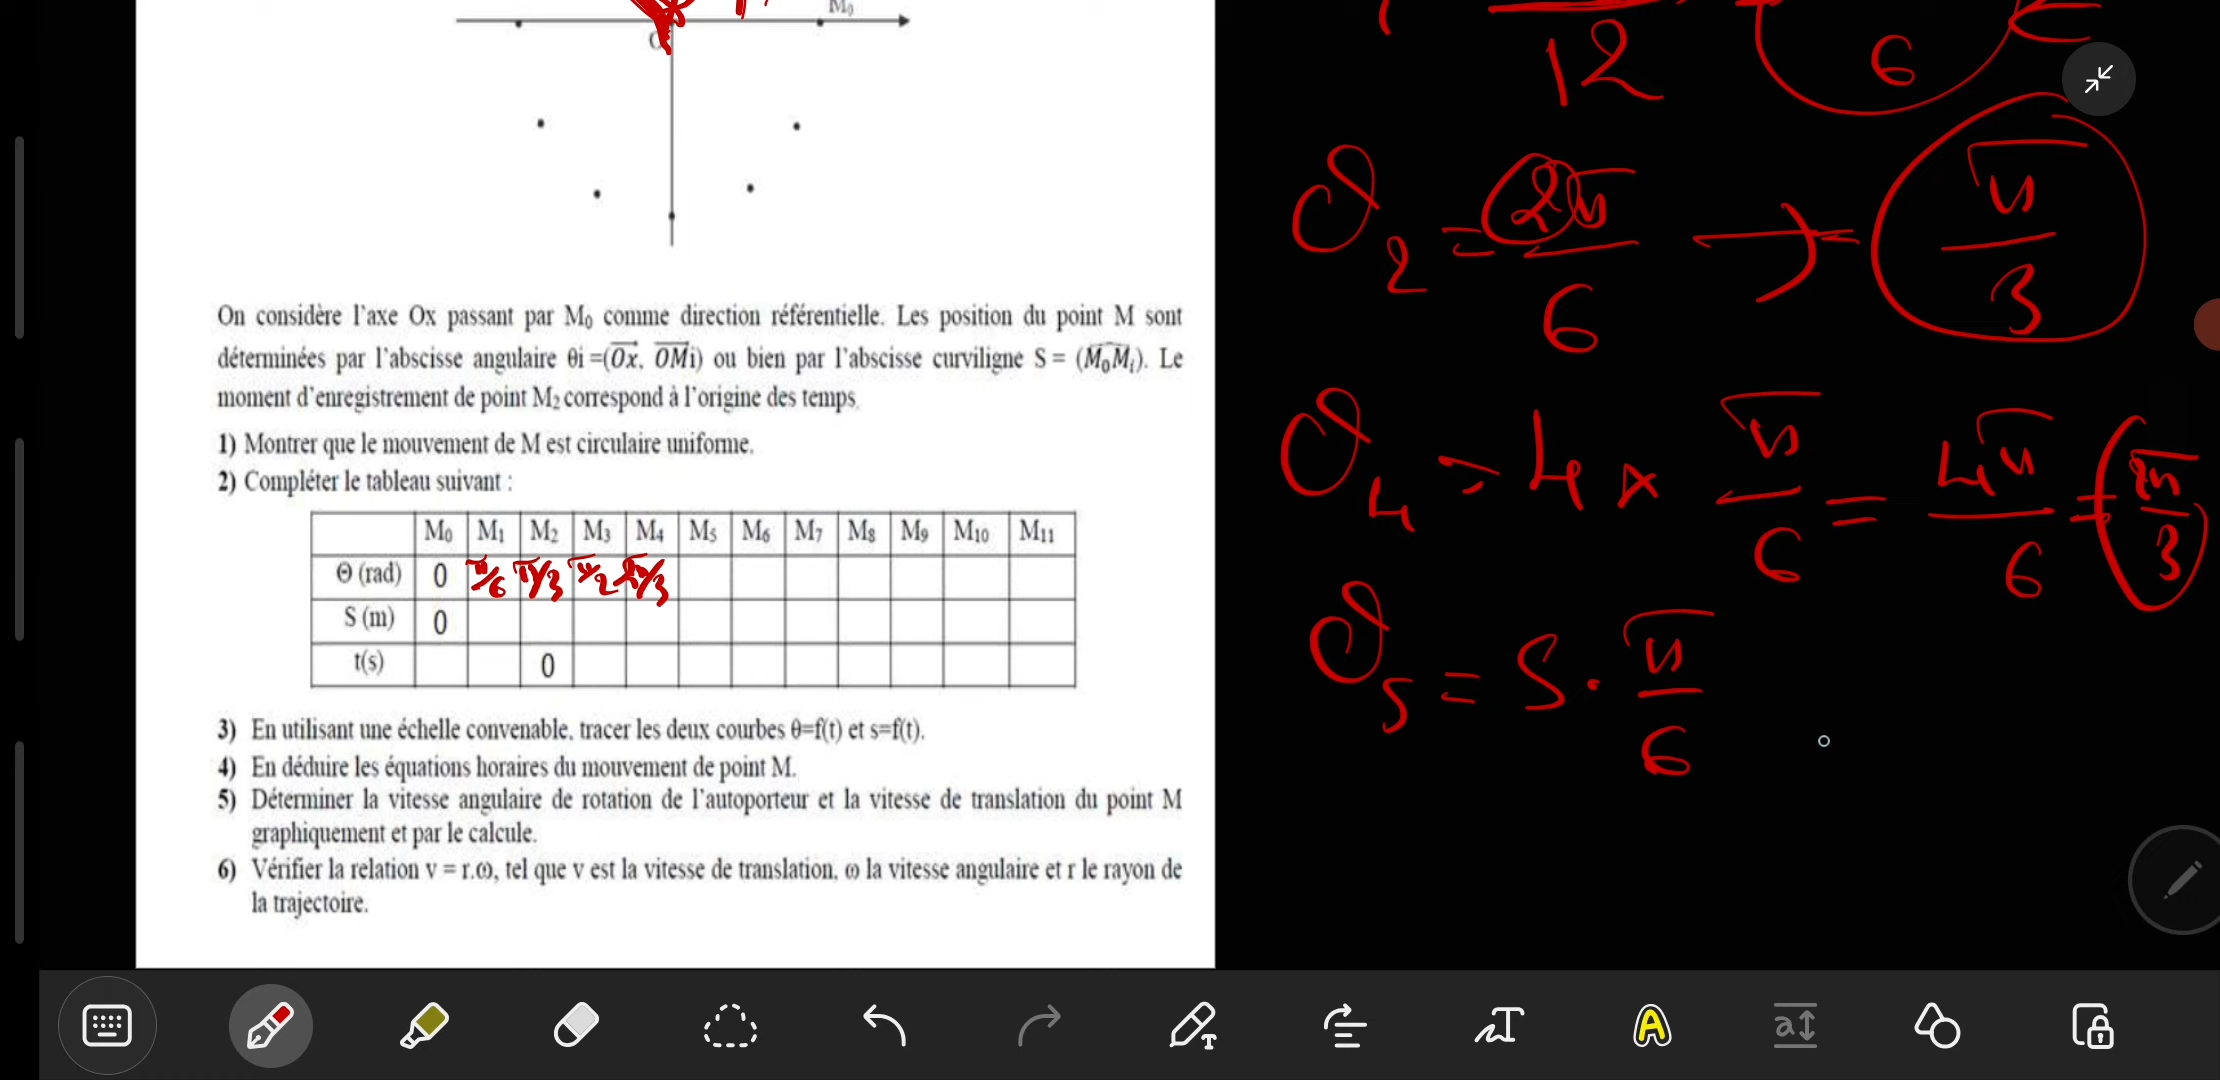 M₀
12
6
θ₂ = 2π/6 → = π/3
On considère l'axe Ox passant par M₀ comme direction référentielle. Les position du point M sont
déterminées par l'abscisse angulaire θi =(Ox, OMi) ou bien par l'abscisse curviligne S = (M₀Mᵢ). Le
moment d'enregistrement de point M₂ correspond à l'origine des temps.
θ₄ = 4 × π/6 = 4π/6 = 2π/3
1) Montrer que le mouvement de M est circulaire uniforme.
2) Compléter le tableau suivant :
M₀ M₁ M₂ M₃ M₄ M₅ M₆ M₇ M₈ M₉ M₁₀ M₁₁
Θ (rad) 0 π/6 π/3 π/2 2π/3
S (m) 0
t(s) 0
θ₅ = 5 · π/6
3) En utilisant une échelle convenable, tracer les deux courbes θ=f(t) et s=f(t).
4) En déduire les équations horaires du mouvement de point M.
5) Déterminer la vitesse angulaire de rotation de l'autoporteur et la vitesse de translation du point M
graphiquement et par le calcule.
6) Vérifier la relation v = r.ω, tel que v est la vitesse de translation, ω la vitesse angulaire et r le rayon de
la trajectoire.